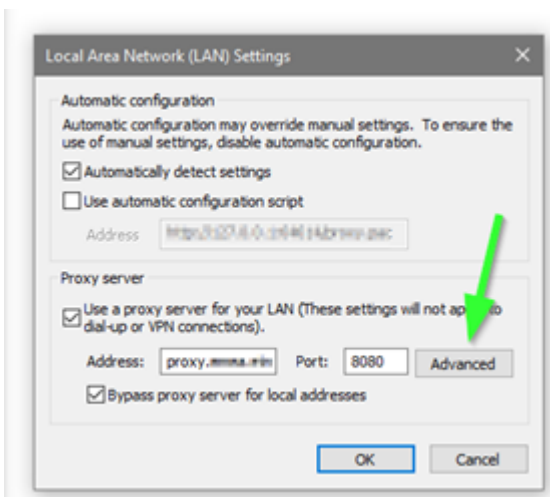 Local Area Network (LAN) Settings
Automatic configuration
Automatic configuration may override manual settings. To ensure the
use of manual settings, disable automatic configuration.
Automatically detect settings
Use automatic configuration script
Address
Proxy server
Use a proxy server for your LAN (These settings will not to
dial-up or VPN connections).
Address: proxy. Port: 8080 Advanced
Bypass proxy server for local addresses
OK Cancel